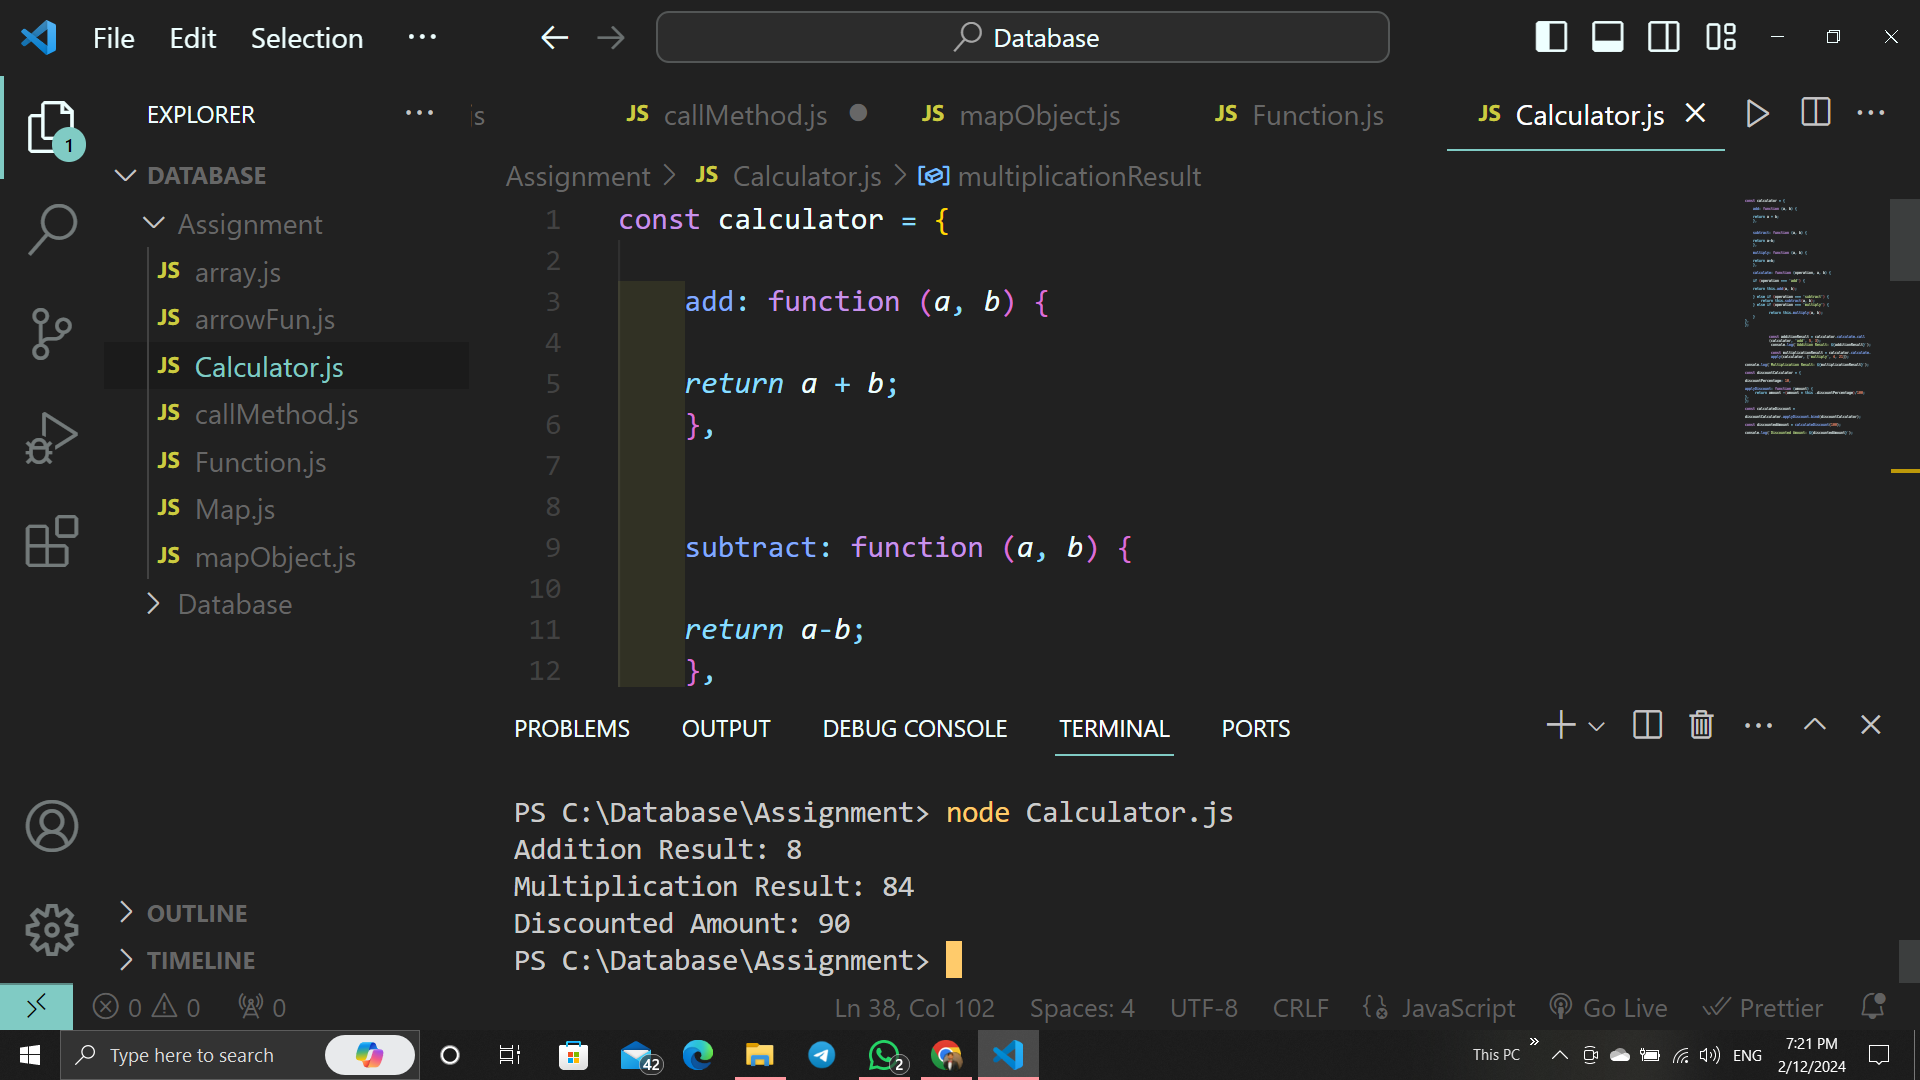 File Edit Selection ···
Database
EXPLORER ···
js
JS callMethod.js
JS mapObject.js
JS Function.js
JS Calculator.js
1
DATABASE
Assignment
JS array.js
JS arrowFun.js
JS Calculator.js
JS callMethod.js
JS Function.js
JS Map.js
JS mapObject.js
Database
OUTLINE
TIMELINE
Assignment > JS Calculator.js > multiplicationResult
1 const calculator = {
2
3 add: function (a, b) {
4
5 return a + b;
6 },
7
8
9 subtract: function (a, b) {
10
11 return a-b;
12 },
PROBLEMS OUTPUT DEBUG CONSOLE TERMINAL PORTS
PS C:\Database\Assignment> node Calculator.js
Addition Result: 8
Multiplication Result: 84
Discounted Amount: 90
PS C:\Database\Assignment>
0 0 0
Ln 38, Col 102 Spaces: 4 UTF-8 CRLF JavaScript Go Live Prettier
Type here to search
42
2
This PC
ENG
7:21 PM
2/12/2024